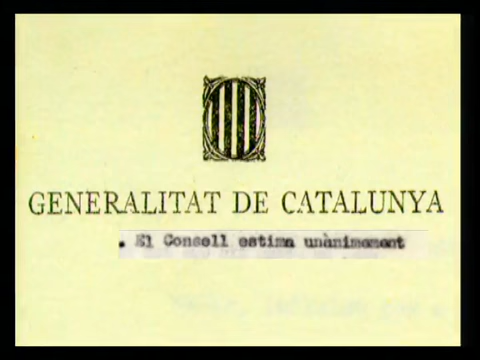 GENERALITAT DE CATALUNYA
. El Consell estima unànimement